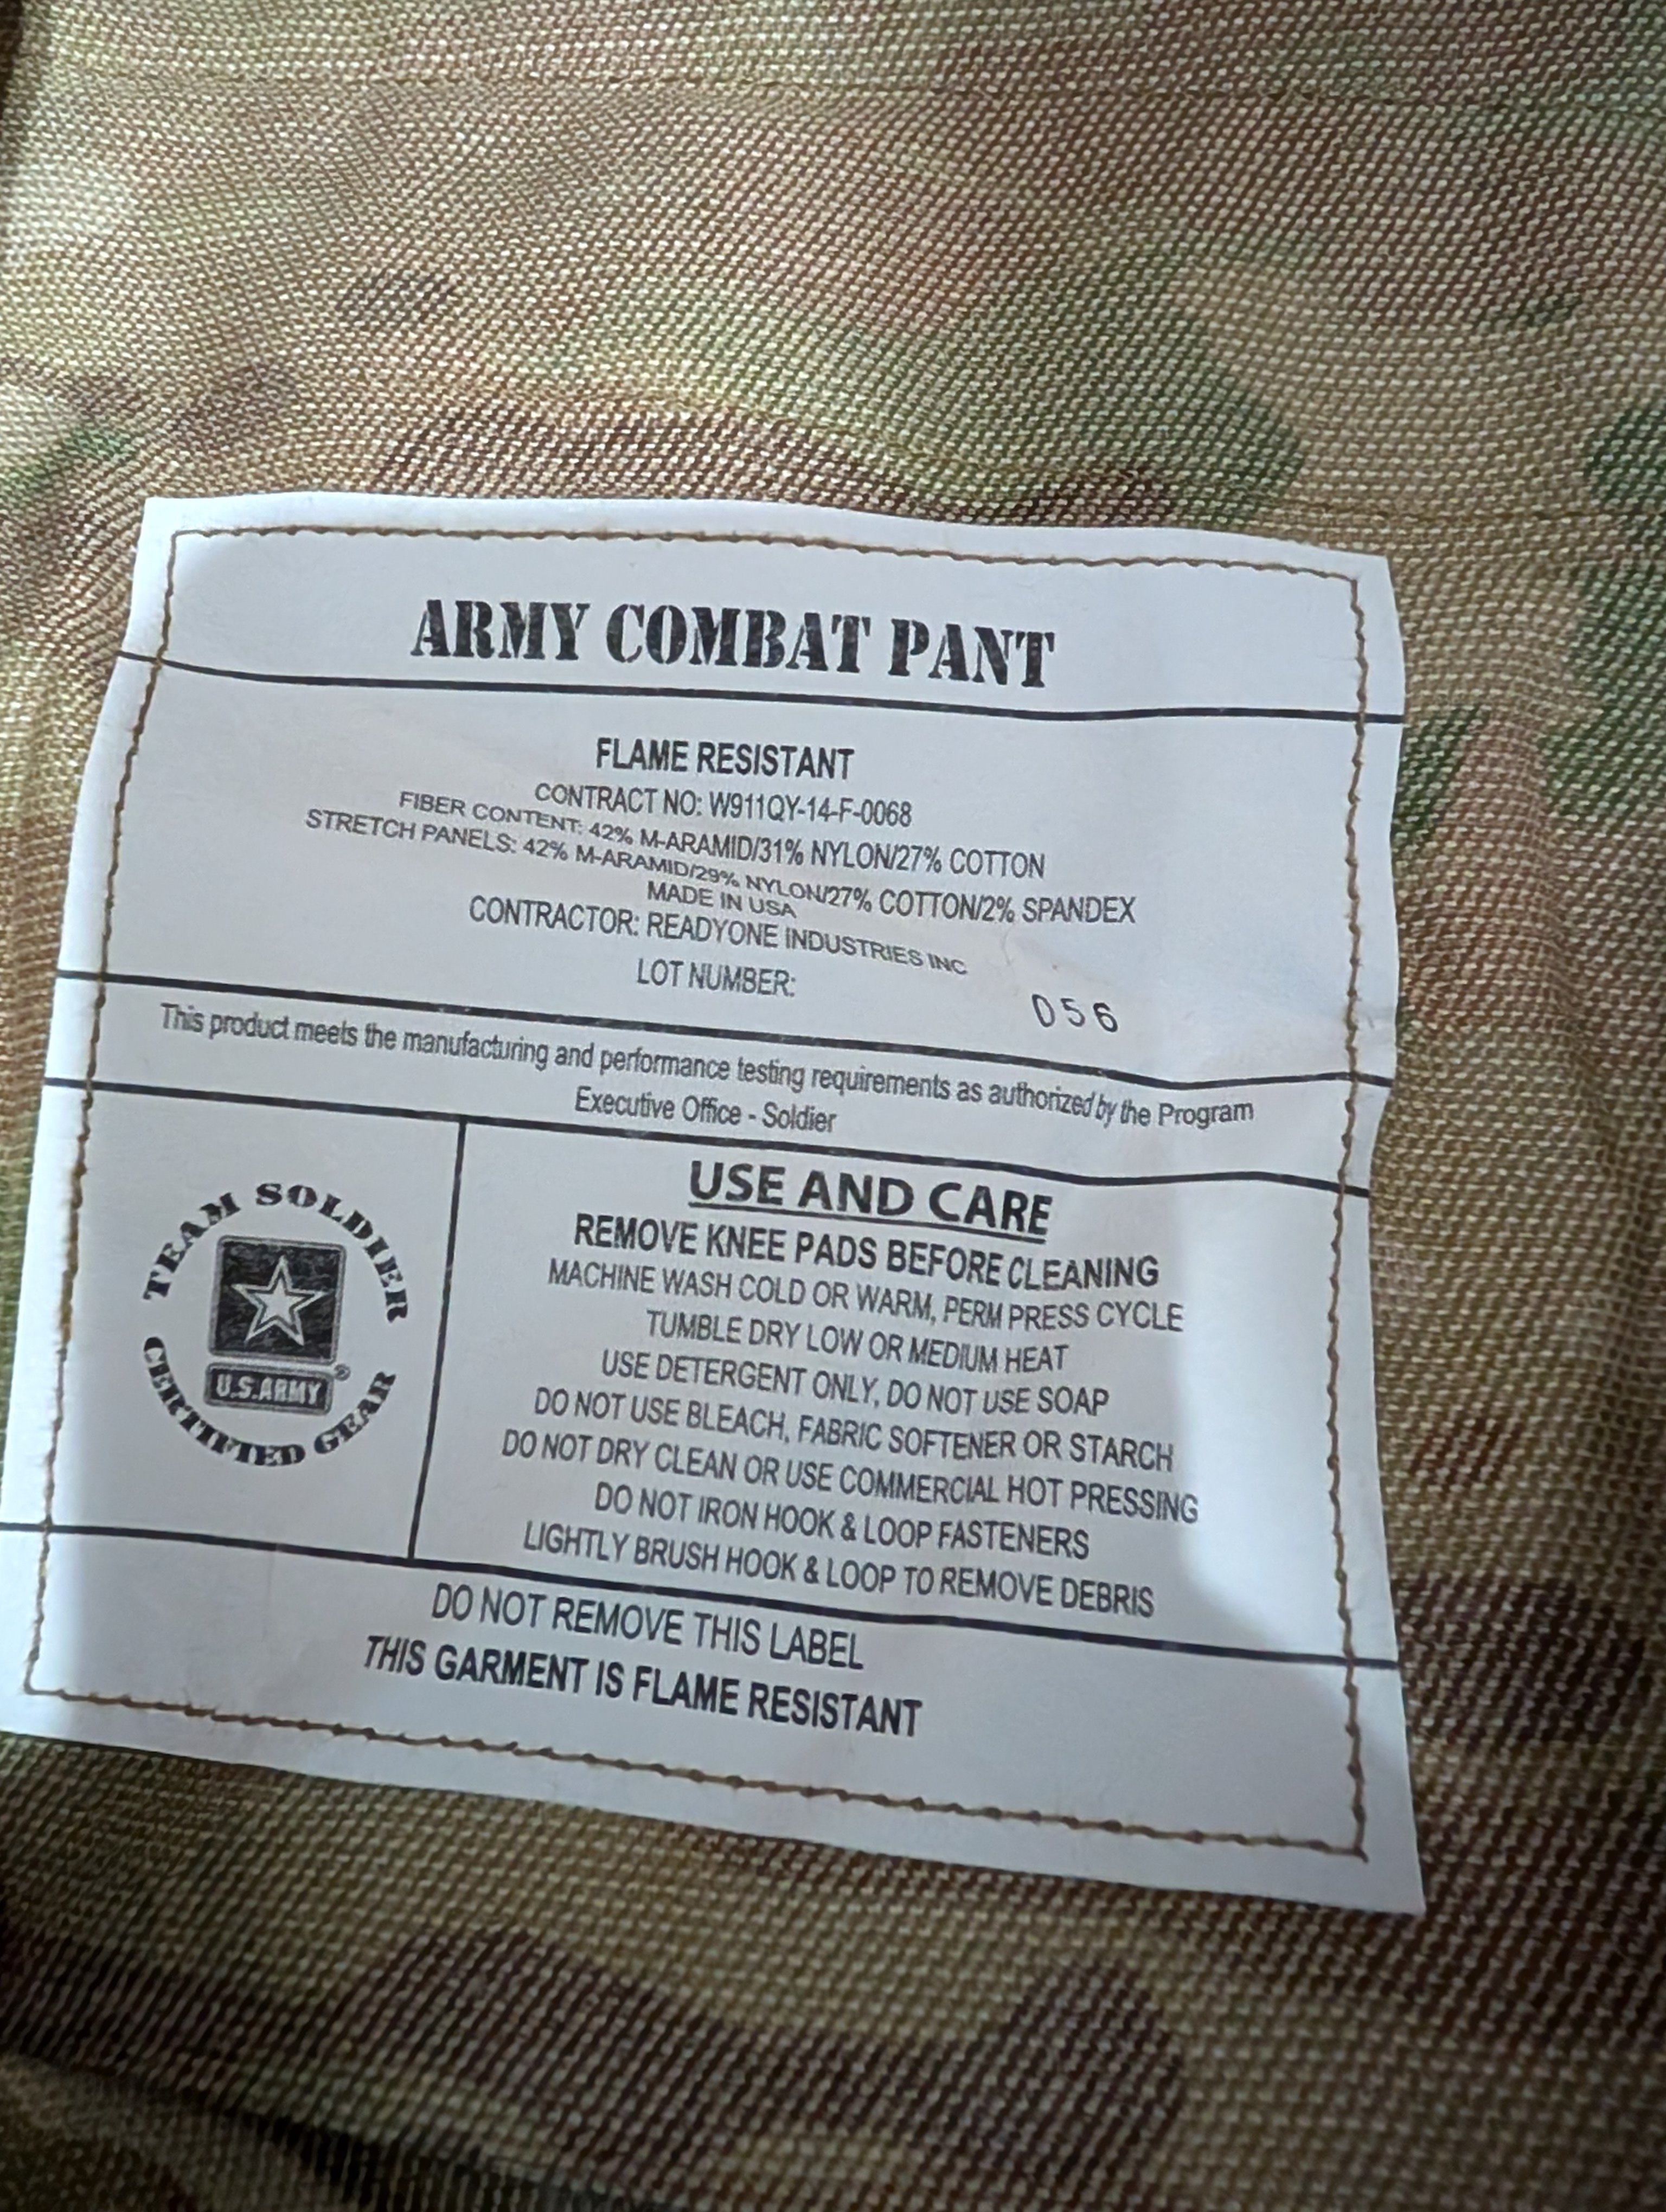 ARMY COMBAT PANT
FLAME RESISTANT
CONTRACT NO: W911QY-14-F-0068
FIBER CONTENT: 42% M-ARAMID/31% NYLON/27% COTTON
STRETCH PANELS: 42% M-ARAMID/29% NYLON/27% COTTON/2% SPANDEX
MADE IN USA
CONTRACTOR: READYONE INDUSTRIES INC
LOT NUMBER: 056
This product meets the manufacturing and performance testing requirements as authorized by the Program
Executive Office - Soldier
TEAM SOLDIER
U.S.ARMY®
CERTIFIED GEAR
USE AND CARE
REMOVE KNEE PADS BEFORE CLEANING
MACHINE WASH COLD OR WARM, PERM PRESS CYCLE
TUMBLE DRY LOW OR MEDIUM HEAT
USE DETERGENT ONLY, DO NOT USE SOAP
DO NOT USE BLEACH, FABRIC SOFTENER OR STARCH
DO NOT DRY CLEAN OR USE COMMERCIAL HOT PRESSING
DO NOT IRON HOOK & LOOP FASTENERS
LIGHTLY BRUSH HOOK & LOOP TO REMOVE DEBRIS
DO NOT REMOVE THIS LABEL
THIS GARMENT IS FLAME RESISTANT